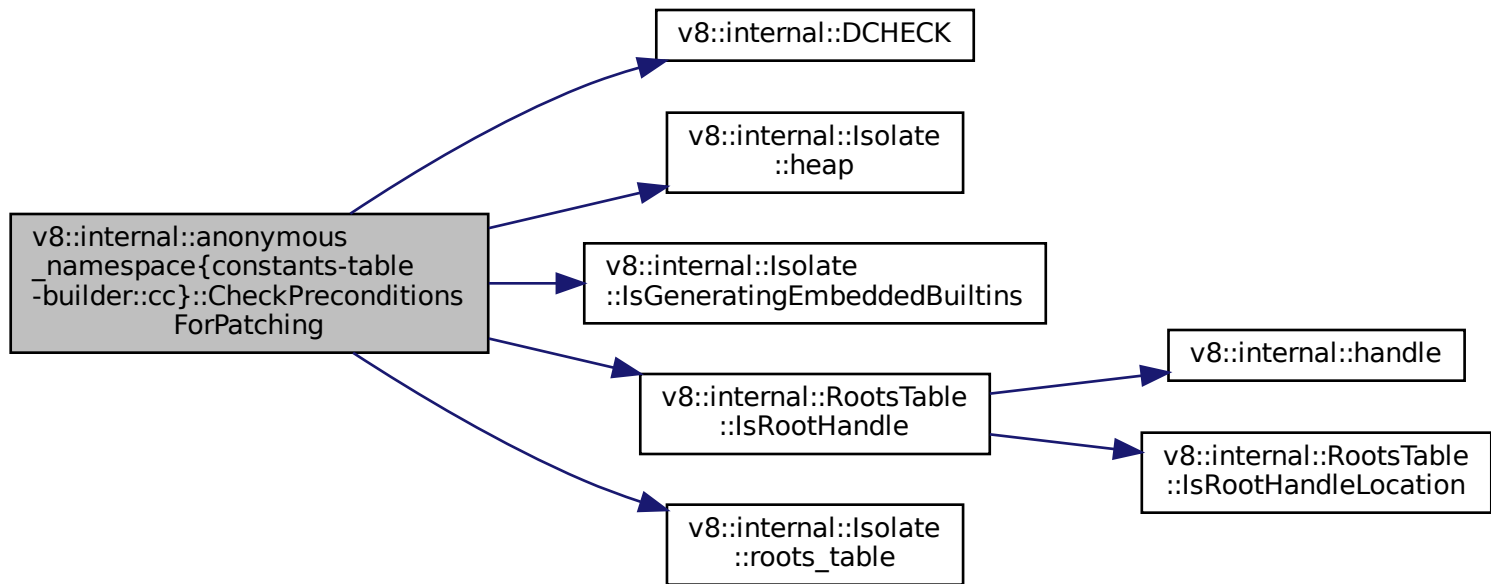 v8::internal::anonymous
_namespace{constants-table
-builder::cc}::CheckPreconditions
ForPatching
v8::internal::DCHECK
v8::internal::Isolate
::heap
v8::internal::Isolate
::IsGeneratingEmbeddedBuiltins
v8::internal::RootsTable
::IsRootHandle
v8::internal::handle
v8::internal::RootsTable
::IsRootHandleLocation
v8::internal::Isolate
::roots_table